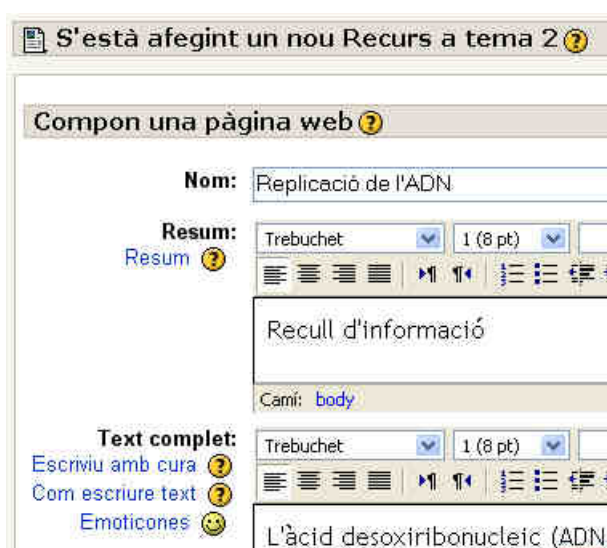 S'està afegint un nou Recurs a tema 2
Compon una pàgina web
Nom: Replicació de l'ADN
Resum:
Resum
Trebuchet 1 (8 pt)
Recull d'informació
Camí: body
Text complet:
Escriviu amb cura
Com escriure text
Emoticones
Trebuchet 1 (8 pt)
L'àcid desoxiribonucleic (ADN